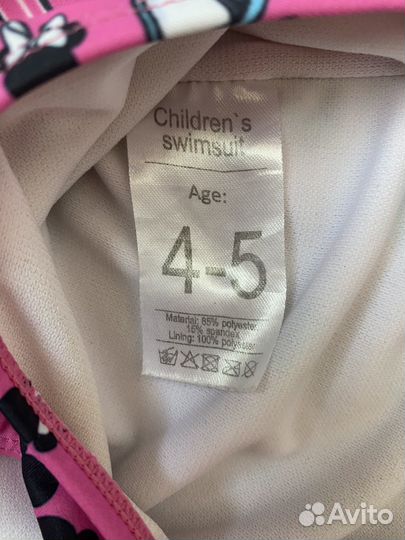 Children`s
swimsuit
Age:
4-5
Material: 85% polyester
15% spandex
Lining: 100% polyester
Avito